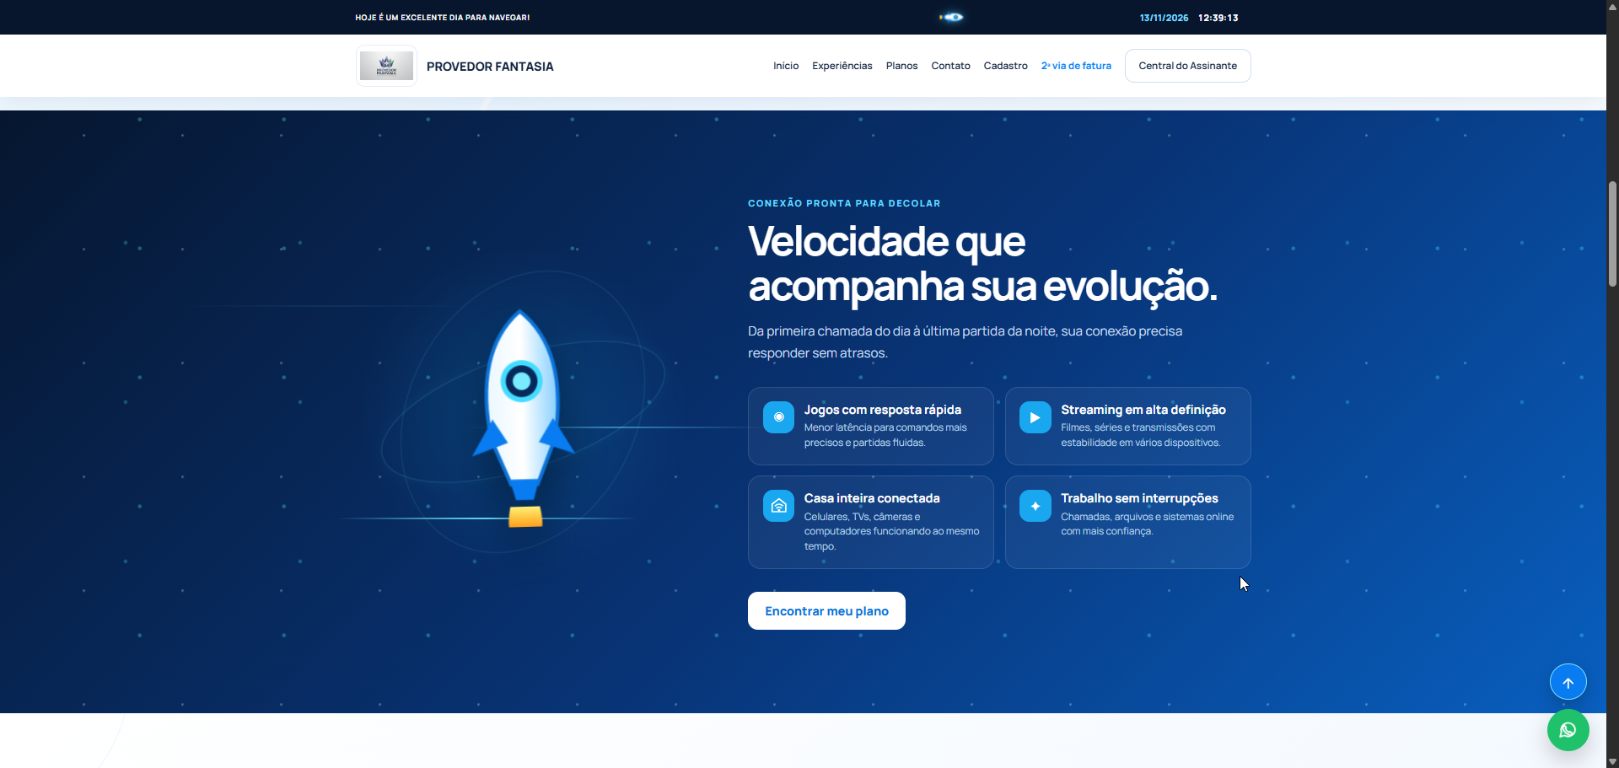 HOJE É UM EXCELENTE DIA PARA NAVEGAR!
13/11/2026 12:39:13
PROVEDOR FANTASIA
Início
Experiências
Planos
Contato
Cadastro
2ª via de fatura
Central do Assinante
CONEXÃO PRONTA PARA DECOLAR
Velocidade que
acompanha sua evolução.
Da primeira chamada do dia à última partida da noite, sua conexão precisa
responder sem atrasos.
Jogos com resposta rápida
Menor latência para comandos mais
precisos e partidas fluidas.
Streaming em alta definição
Filmes, séries e transmissões com
estabilidade em vários dispositivos.
Casa inteira conectada
Celulares, TVs, câmeras e
computadores funcionando ao mesmo
tempo.
Trabalho sem interrupções
Chamadas, arquivos e sistemas online
com mais confiança.
Encontrar meu plano